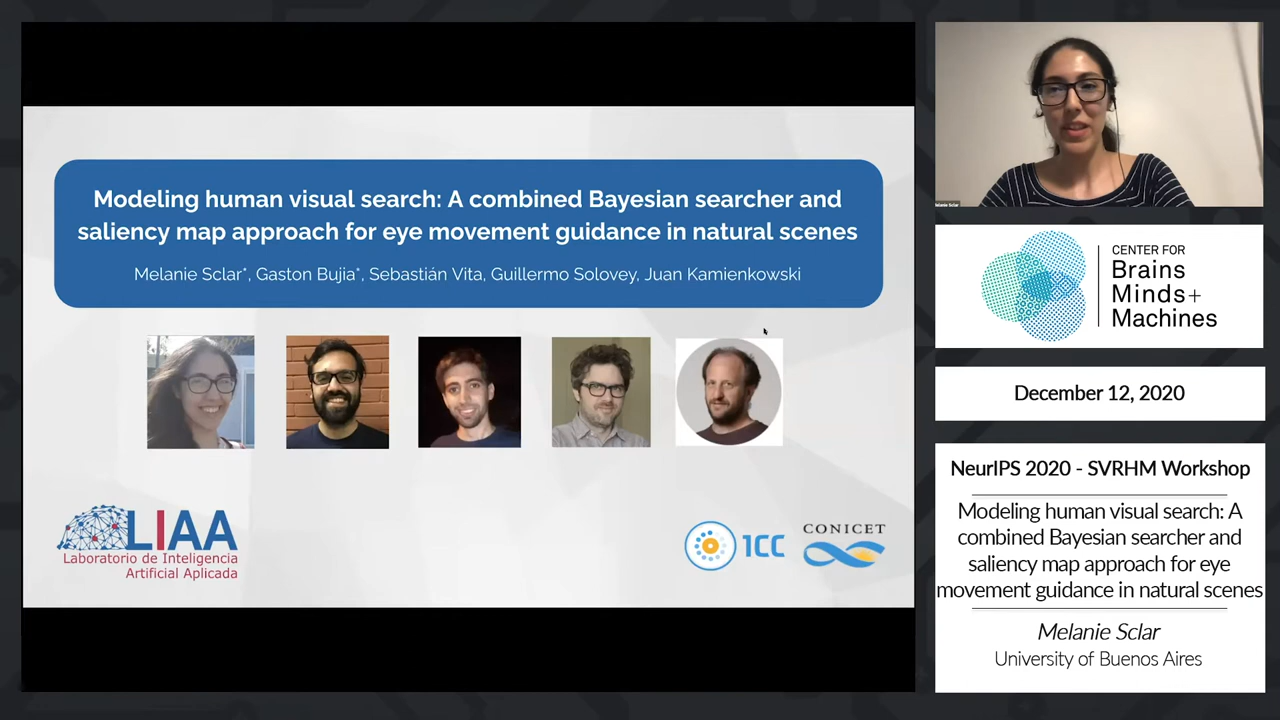 Modeling human visual search: A combined Bayesian searcher and
saliency map approach for eye movement guidance in natural scenes
Melanie Sclar*, Gaston Bujia*, Sebastián Vita, Guillermo Solovey, Juan Kamienkowski
LIAA
Laboratorio de Inteligencia
Artificial Aplicada
ICC
CONICET
Melanie Sclar
CENTER FOR
Brains
Minds+
Machines
December 12, 2020
NeurIPS 2020 - SVRHM Workshop
Modeling human visual search: A
combined Bayesian searcher and
saliency map approach for eye
movement guidance in natural scenes
Melanie Sclar
University of Buenos Aires